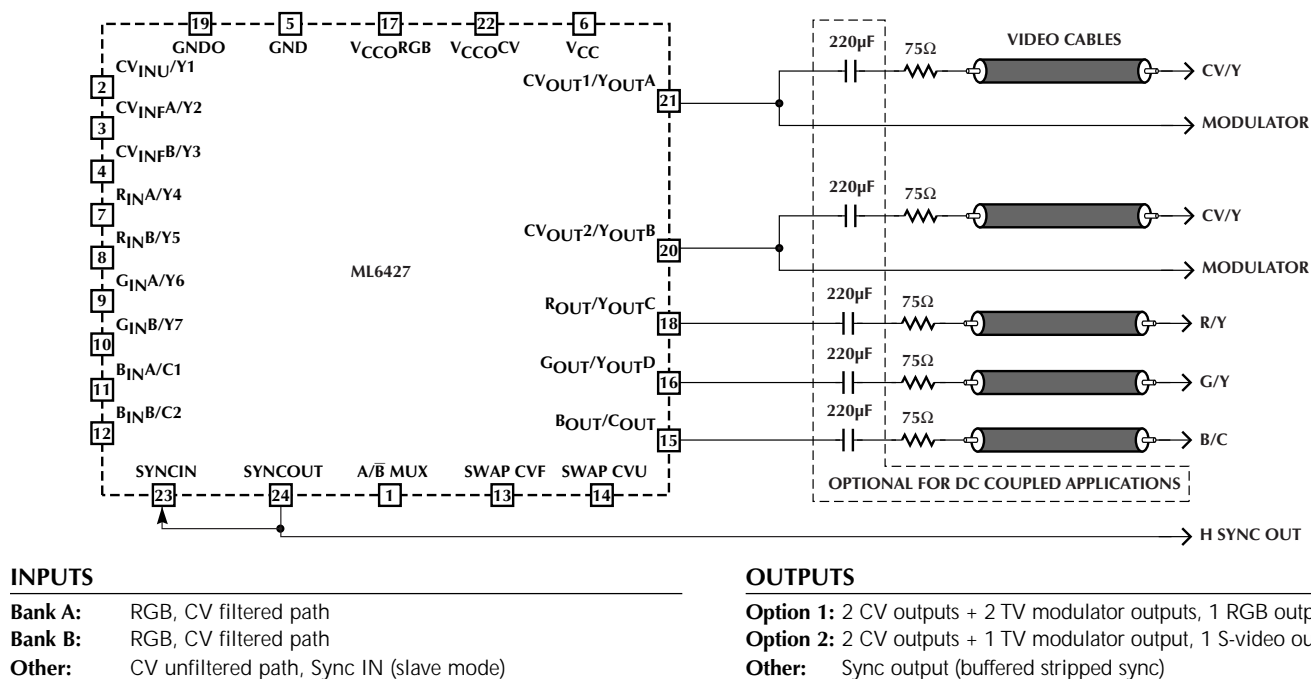 19 5 17 22 6
GNDO GND VCCORGB VCCOCV VCC
220µF 75Ω VIDEO CABLES
CVINU/Y1
2
CVOUT1/YOUTA
21
CV/Y
CVINFA/Y2
3
MODULATOR
CVINFB/Y3
4
RINA/Y4
7
220µF 75Ω
CV/Y
RINB/Y5
8
CVOUT2/YOUTB
20
MODULATOR
GINA/Y6
9
ML6427
GINB/Y7
10
ROUT/YOUTC
18
220µF 75Ω
R/Y
BINA/C1
11
GOUT/YOUTD
16
220µF 75Ω
G/Y
BINB/C2
12
BOUT/COUT
15
220µF 75Ω
B/C
SYNCIN SYNCOUT A/B̅ MUX SWAP CVF SWAP CVU
23 24 1 13 14
OPTIONAL FOR DC COUPLED APPLICATIONS
H SYNC OUT
INPUTS
Bank A: RGB, CV filtered path
Bank B: RGB, CV filtered path
Other: CV unfiltered path, Sync IN (slave mode)
OUTPUTS
Option 1: 2 CV outputs + 2 TV modulator outputs, 1 RGB
Option 2: 2 CV outputs + 1 TV modulator output, 1 S-video
Other: Sync output (buffered stripped sync)